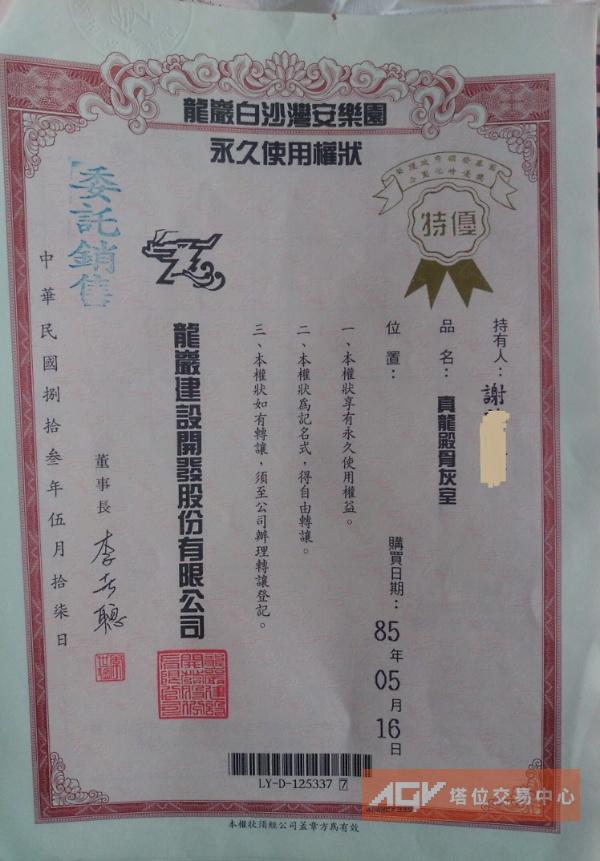 龍巖白沙灣安樂園
永久使用權狀
特優
持有人：謝
品名：真龍殿骨灰室
位置：
購買日期：85年05月16日
一、本權狀享有永久使用權益。
二、本權狀為記名式，得自由轉讓。
三、本權狀如有轉讓，須至公司辦理轉讓登記。
龍巖建設開發股份有限公司
董事長 李世聰
中華民國捌拾叁年伍月拾柒日
委託銷售
LY-D-125337 7
本權狀須經公司蓋章方為有效
AGV 塔位交易中心